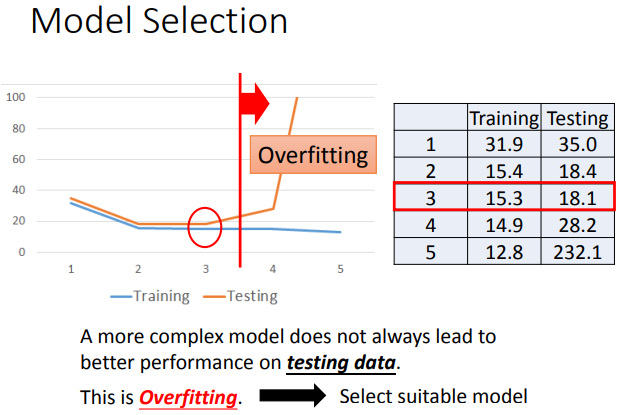 Model Selection
100
80
60
40
20
0
1 2 3 4 5
Training Testing
Overfitting
Training Testing
1 31.9 35.0
2 15.4 18.4
3 15.3 18.1
4 14.9 28.2
5 12.8 232.1
A more complex model does not always lead to
better performance on testing data.
This is Overfitting. Select suitable model